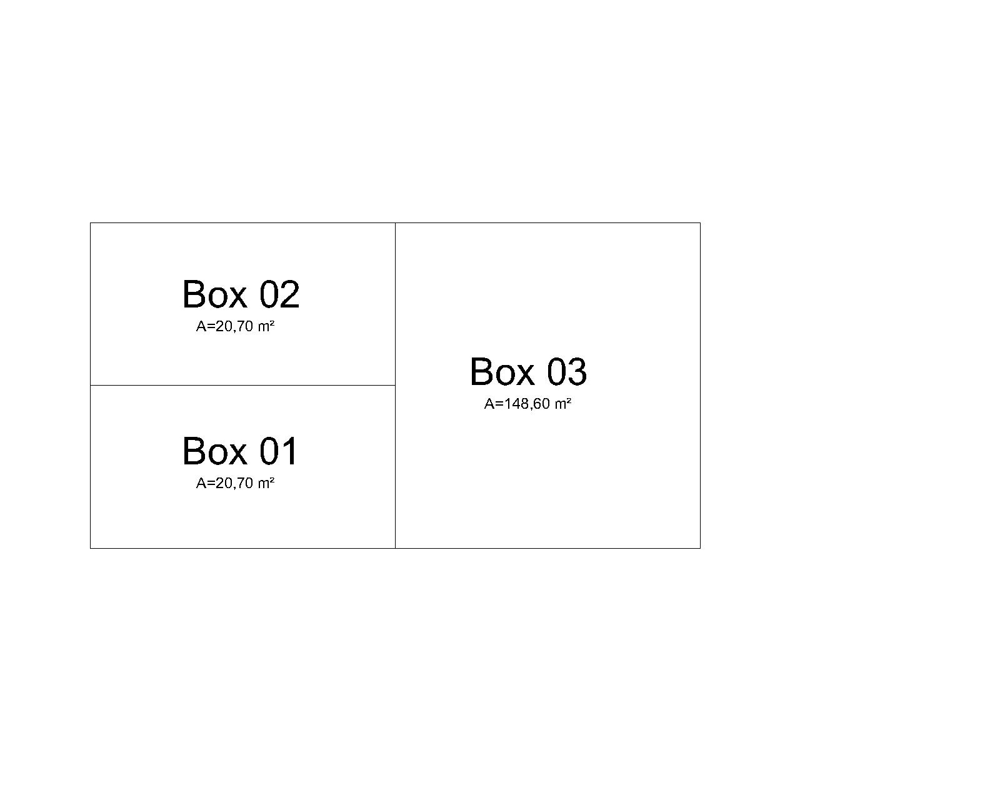 Box 02
A=20,70 m²
Box 01
A=20,70 m²
Box 03
A=148,60 m²